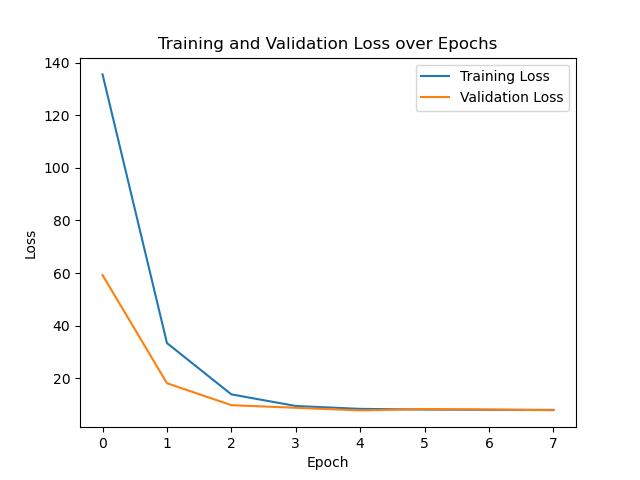 Training and Validation Loss over Epochs
Training Loss
Validation Loss
Loss
140
120
100
80
60
40
20
0 1 2 3 4 5 6 7
Epoch